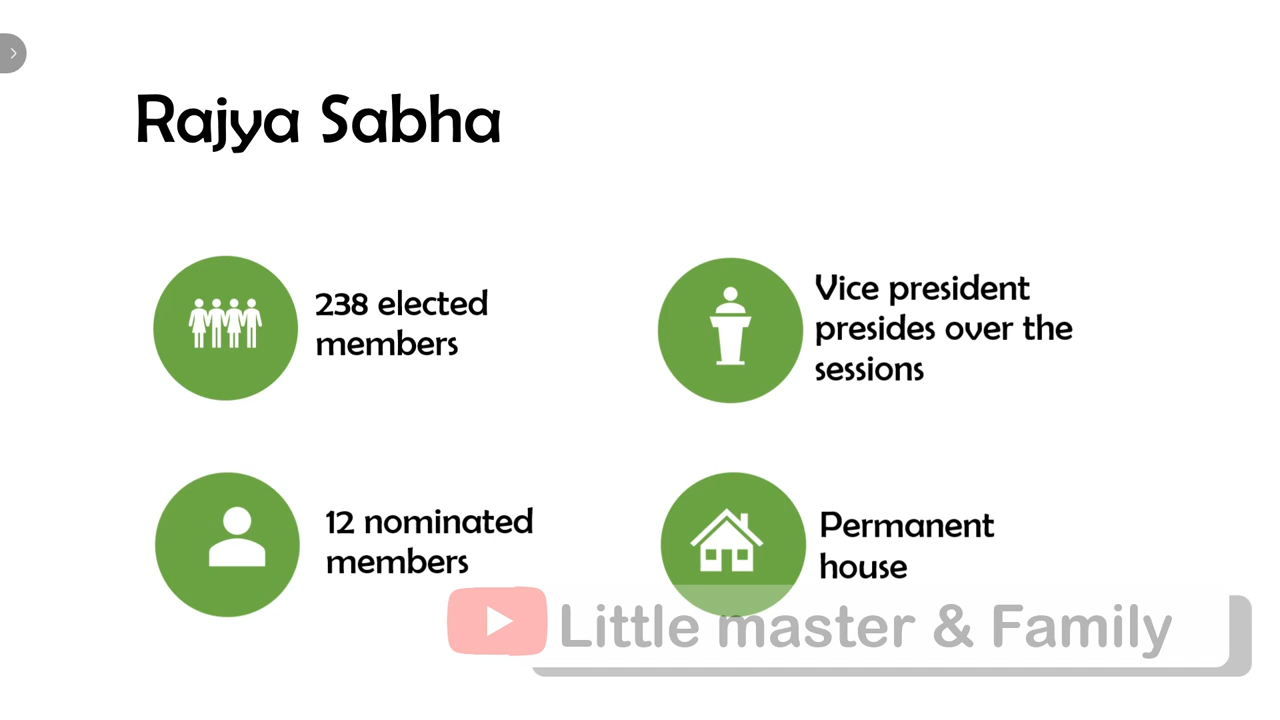 Rajya Sabha
238 elected
members
Vice president
presides over the
sessions
12 nominated
members
Permanent
house
Little master & Family